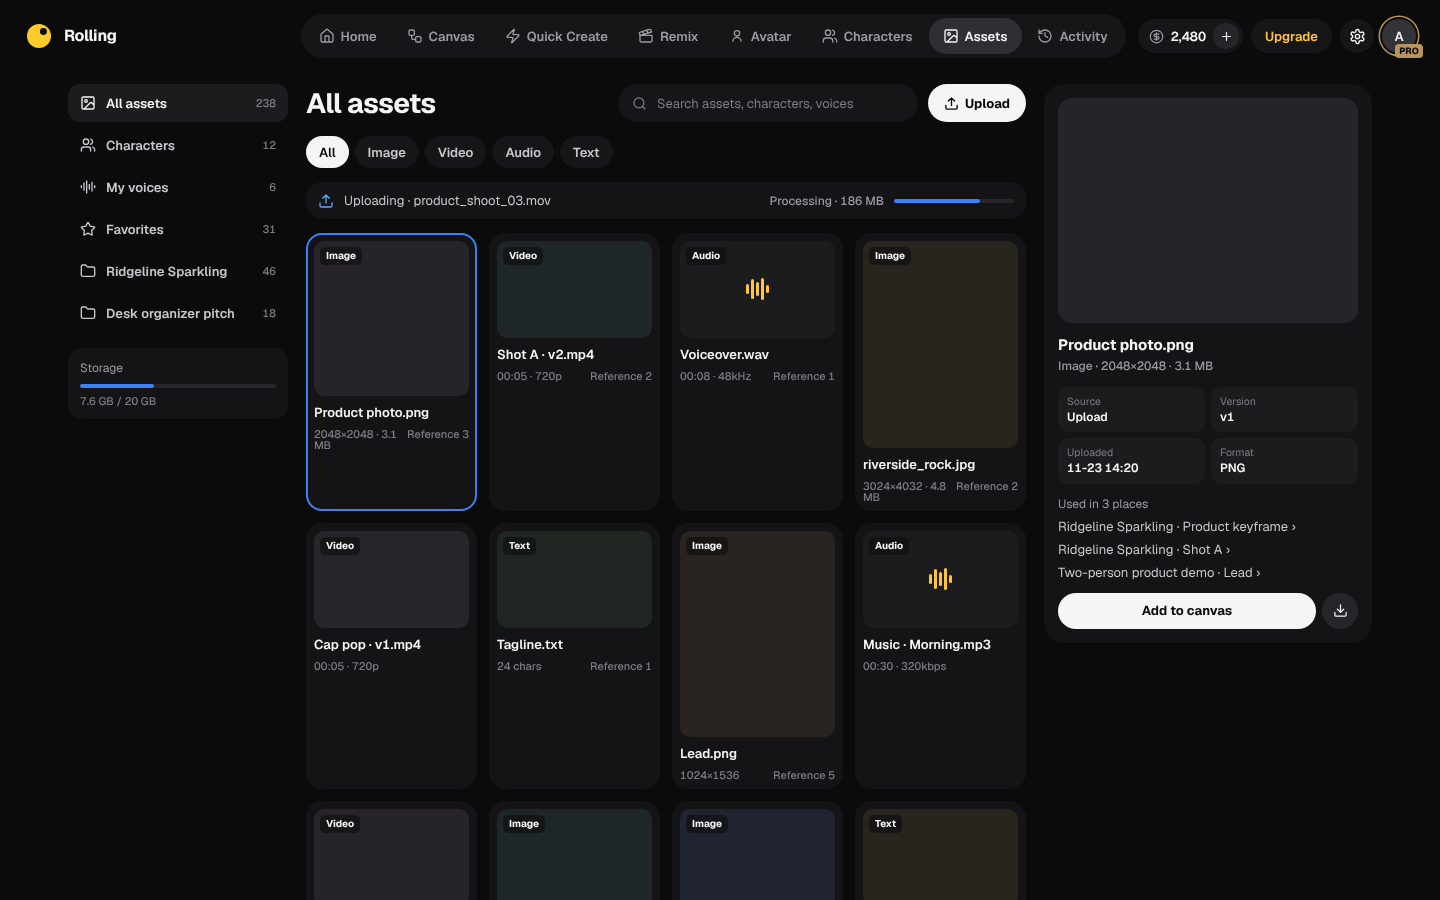 Rolling
Home
Canvas
Quick Create
Remix
Avatar
Characters
Assets
Activity
2,480
Upgrade
A
PRO
All assets 238
Characters 12
My voices 6
Favorites 31
Ridgeline Sparkling 46
Desk organizer pitch 18
Storage
7.6 GB / 20 GB
All assets
Search assets, characters, voices
Upload
All
Image
Video
Audio
Text
Uploading · product_shoot_03.mov
Processing · 186 MB
Image
Product photo.png
2048×2048 · 3.1 MB
Reference 3
Video
Shot A · v2.mp4
00:05 · 720p
Reference 2
Audio
Voiceover.wav
00:08 · 48kHz
Reference 1
Image
riverside_rock.jpg
3024×4032 · 4.8 MB
Reference 2
Video
Cap pop · v1.mp4
00:05 · 720p
Text
Tagline.txt
24 chars
Reference 1
Image
Lead.png
1024×1536
Reference 5
Audio
Music · Morning.mp3
00:30 · 320kbps
Video
Image
Image
Text
Product photo.png
Image · 2048×2048 · 3.1 MB
Source
Upload
Version
v1
Uploaded
11-23 14:20
Format
PNG
Used in 3 places
Ridgeline Sparkling · Product keyframe ›
Ridgeline Sparkling · Shot A ›
Two-person product demo · Lead ›
Add to canvas